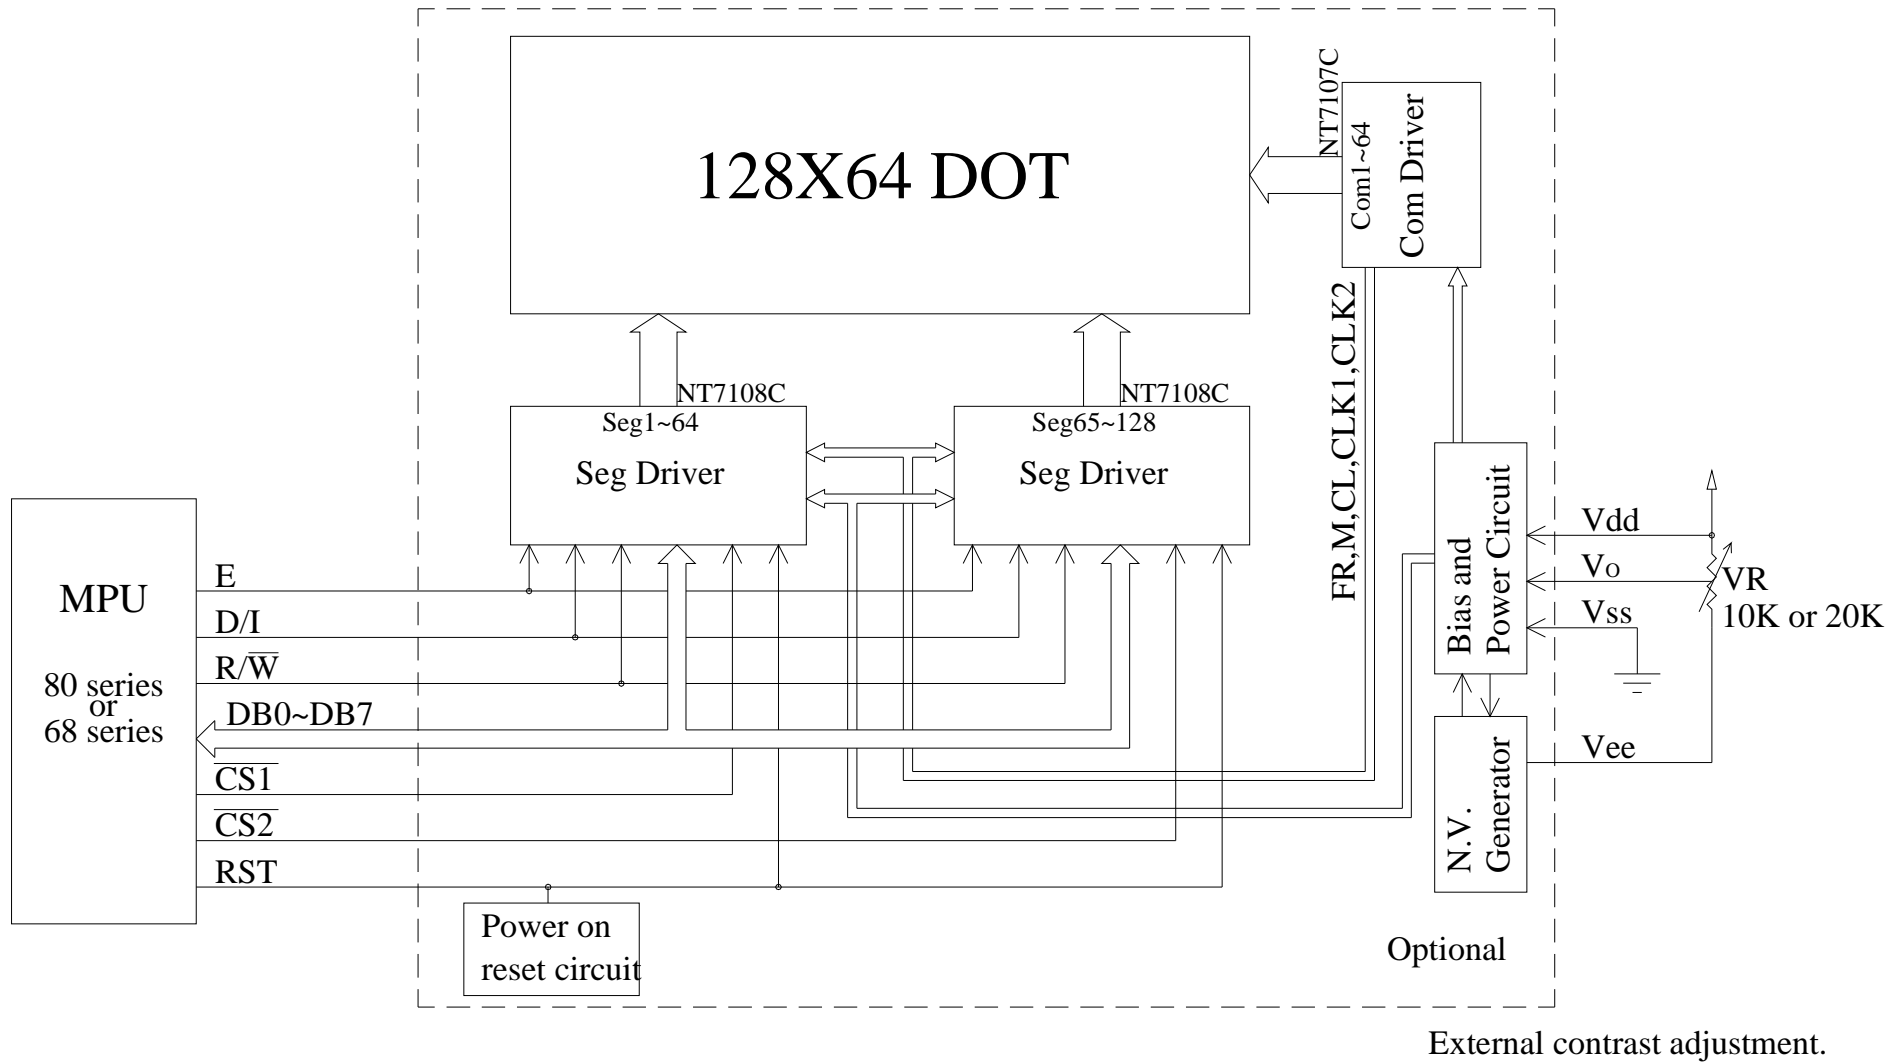 128X64 DOT
NT7107C
Com1~64
Com Driver
FR,M,CL,CLK1,CLK2
NT7108C
Seg1~64
Seg Driver
NT7108C
Seg65~128
Seg Driver
MPU
80 series
or
68 series
E
D/I
R/W̅
DB0~DB7
C̅S̅1̅
C̅S̅2̅
RST
Power on
reset circuit
Bias and
Power Circuit
N.V.
Generator
Vdd
Vo
Vss
Vee
VR
10K or 20K
Optional
External contrast adjustment.